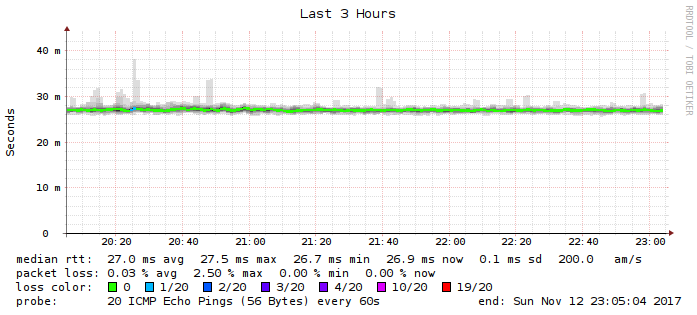 Last 3 Hours
RRDTOOL / TOBI OETIKER
Seconds
40 m
30 m
20 m
10 m
0
20:20 20:40 21:00 21:20 21:40 22:00 22:20 22:40 23:00
median rtt: 27.0 ms avg 27.5 ms max 26.7 ms min 26.9 ms now 0.1 ms sd 200.0 am/s
packet loss: 0.03 % avg 2.50 % max 0.00 % min 0.00 % now
loss color: 0 1/20 2/20 3/20 4/20 10/20 19/20
probe: 20 ICMP Echo Pings (56 Bytes) every 60s end: Sun Nov 12 23:05:04 2017